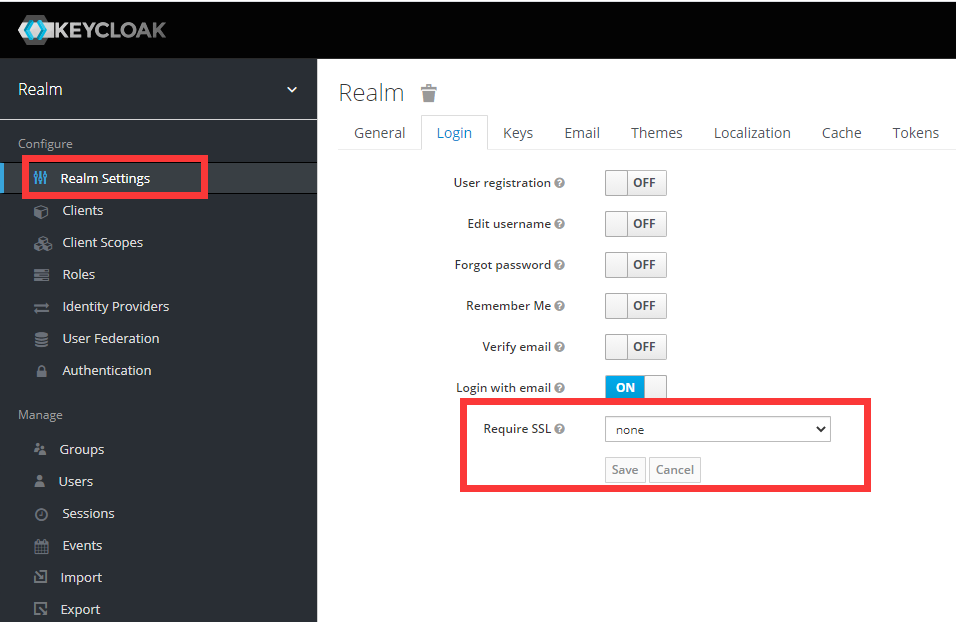 KEYCLOAK
Realm
Configure
Realm Settings
Clients
Client Scopes
Roles
Identity Providers
User Federation
Authentication
Manage
Groups
Users
Sessions
Events
Import
Export
Realm
General Login Keys Email Themes Localization Cache Tokens
User registration OFF
Edit username OFF
Forgot password OFF
Remember Me OFF
Verify email OFF
Login with email ON
Require SSL none
Save Cancel